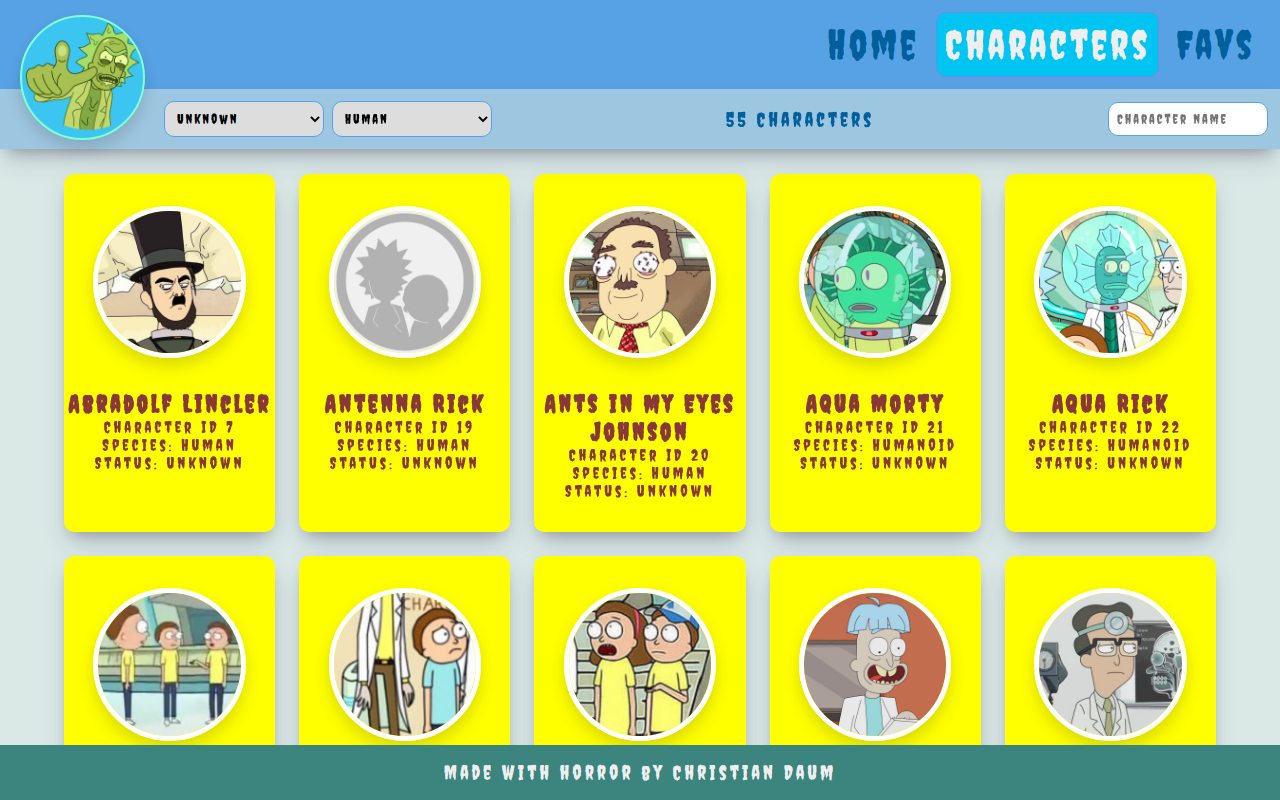 HOME CHARACTERS FAVS
UNKNOWN HUMAN 55 CHARACTERS CHARACTER NAME
ABRADOLF LINCLER
CHARACTER ID 7
SPECIES: HUMAN
STATUS: UNKNOWN
ANTENNA RICK
CHARACTER ID 19
SPECIES: HUMAN
STATUS: UNKNOWN
ANTS IN MY EYES
JOHNSON
CHARACTER ID 20
SPECIES: HUMAN
STATUS: UNKNOWN
AQUA MORTY
CHARACTER ID 21
SPECIES: HUMANOID
STATUS: UNKNOWN
AQUA RICK
CHARACTER ID 22
SPECIES: HUMANOID
STATUS: UNKNOWN
MADE WITH HORROR BY CHRISTIAN DAUM